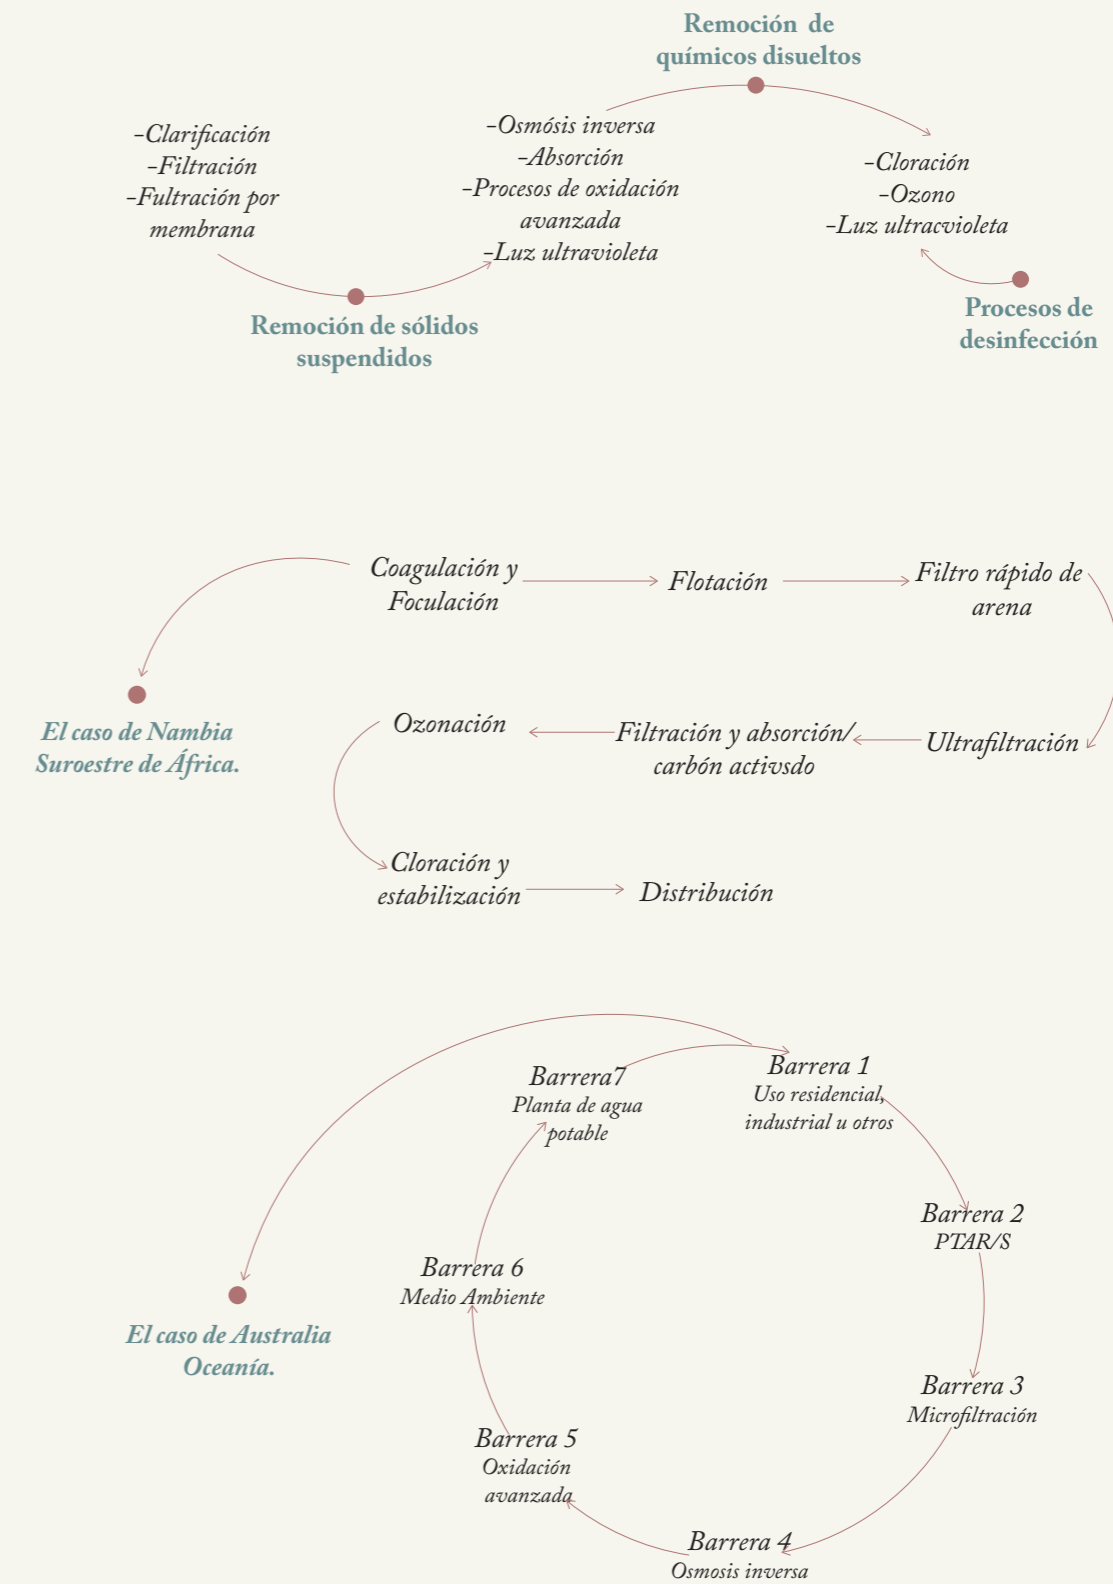 Remoción de
químicos disueltos
-Clarificación
-Filtración
-Fultración por
membrana
-Osmósis inversa
-Absorción
-Procesos de oxidación
avanzada
-Luz ultravioleta
-Cloración
-Ozono
-Luz ultracvioleta
Remoción de sólidos
suspendidos
Procesos de
desinfección
Coagulación y
Foculación
Flotación
Filtro rápido de
arena
El caso de Nambia
Suroestre de África.
Ozonación
Filtración y absorción/
carbón activsdo
Ultrafiltración
Cloración y
estabilización
Distribución
Barrera 1
Uso residencial,
industrial u otros
Barrera7
Planta de agua
potable
Barrera 2
PTAR/S
Barrera 6
Medio Ambiente
El caso de Australia
Oceanía.
Barrera 3
Microfiltración
Barrera 5
Oxidación
avanzada
Barrera 4
Osmosis inversa